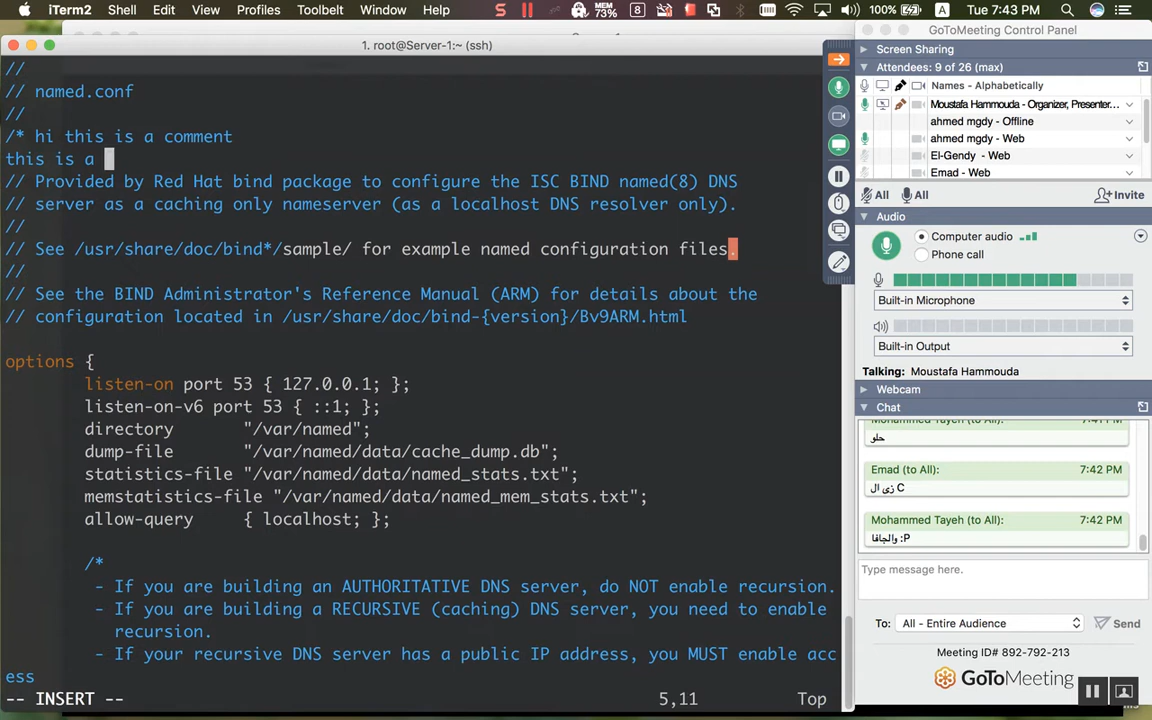 iTerm2 Shell Edit View Profiles Toolbelt Window Help MEM 73% 8 100% A Tue 7:43 PM
1. root@Server-1:~ (ssh)
//
// named.conf
//
/* hi this is a comment
this is a
// Provided by Red Hat bind package to configure the ISC BIND named(8) DNS
// server as a caching only nameserver (as a localhost DNS resolver only).
//
// See /usr/share/doc/bind*/sample/ for example named configuration files.
//
// See the BIND Administrator's Reference Manual (ARM) for details about the
// configuration located in /usr/share/doc/bind-{version}/Bv9ARM.html
options {
listen-on port 53 { 127.0.0.1; };
listen-on-v6 port 53 { ::1; };
directory "/var/named";
dump-file "/var/named/data/cache_dump.db";
statistics-file "/var/named/data/named_stats.txt";
memstatistics-file "/var/named/data/named_mem_stats.txt";
allow-query { localhost; };
/*
- If you are building an AUTHORITATIVE DNS server, do NOT enable recursion.
- If you are building a RECURSIVE (caching) DNS server, you need to enable
recursion.
- If your recursive DNS server has a public IP address, you MUST enable acc
ess
-- INSERT -- 5,11 Top
GoToMeeting Control Panel
Screen Sharing
Attendees: 9 of 26 (max)
Names - Alphabetically
Moustafa Hammouda - Organizer, Presenter...
ahmed mgdy - Offline
ahmed mgdy - Web
El-Gendy - Web
Emad - Web
All All Invite
Audio
Computer audio
Phone call
Built-in Microphone
Built-in Output
Talking: Moustafa Hammouda
Webcam
Chat
Mohammed Tayeh (to All): 7:41 PM
حلو
Emad (to All): 7:42 PM
زي ال C
Mohammed Tayeh (to All): 7:42 PM
والجافا :P
Type message here.
To: All - Entire Audience Send
Meeting ID# 892-792-213
GoToMeeting